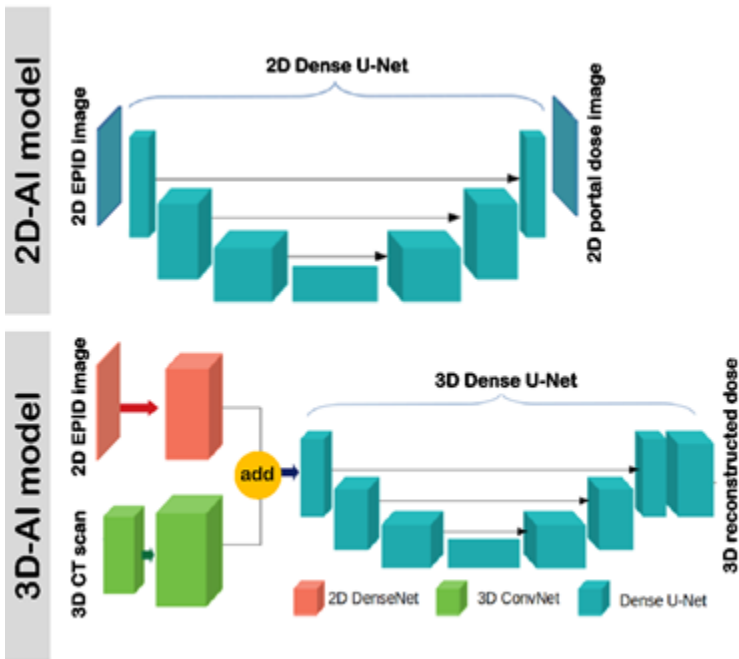 2D-AI model
2D EPID image
2D Dense U-Net
2D portal dose image
3D-AI model
2D EPID image
3D CT scan
add
3D Dense U-Net
3D reconstructed dose
2D DenseNet
3D ConvNet
Dense U-Net